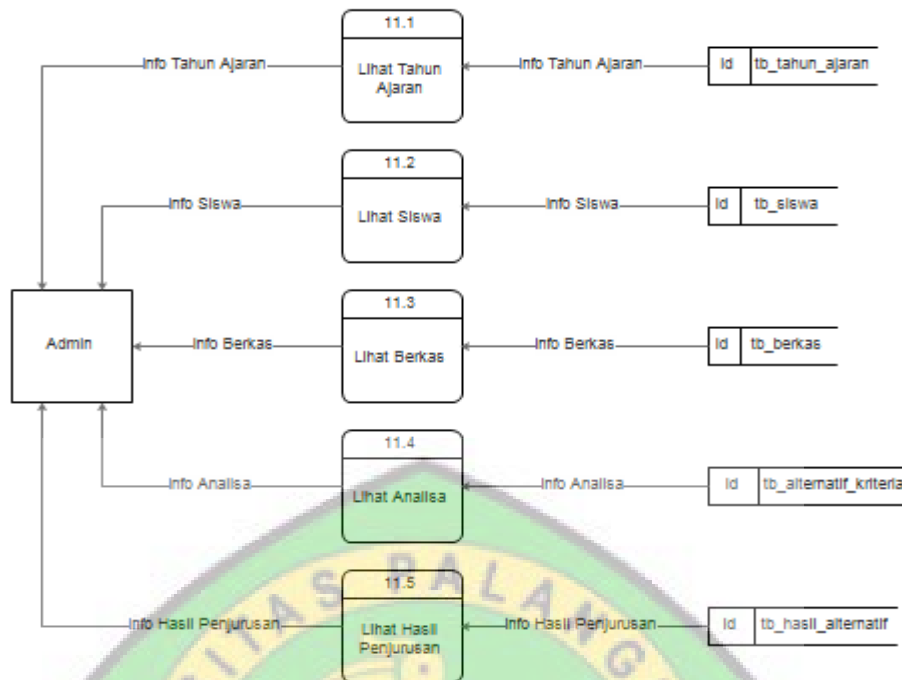 11.1
Info Tahun Ajaran
Lihat Tahun
Ajaran
Info Tahun Ajaran
Id
tb_tahun_ajaran
11.2
Info Siswa
Lihat Siswa
Info Siswa
Id
tb_siswa
11.3
Admin
Info Berkas
Lihat Berkas
Info Berkas
Id
tb_berkas
11.4
Info Analisa
Lihat Analisa
Info Analisa
Id
tb_alternatif_kriteria
11.5
Info Hasil Penjurusan
Lihat Hasil
Penjurusan
Info Hasil Penjurusan
Id
tb_hasil_alternatif
SITAS PALANG